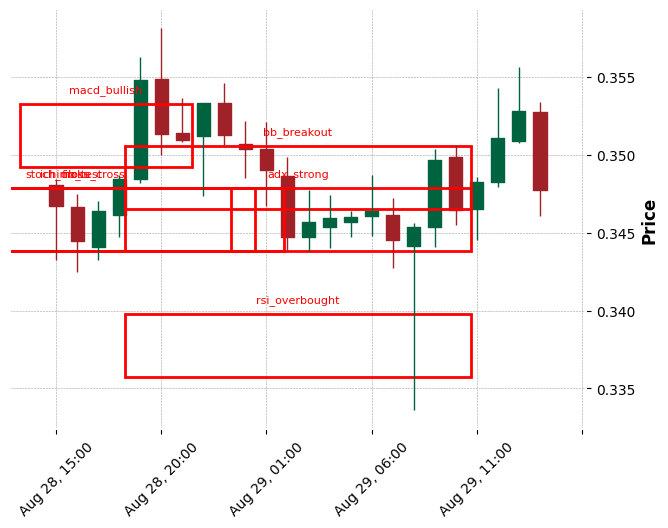 macd_bullish
bb_breakout
adx_strong
rsi_overbought
0.355
0.350
0.345
0.340
0.335
Price
Aug 28, 15:00
Aug 28, 20:00
Aug 29, 01:00
Aug 29, 06:00
Aug 29, 11:00